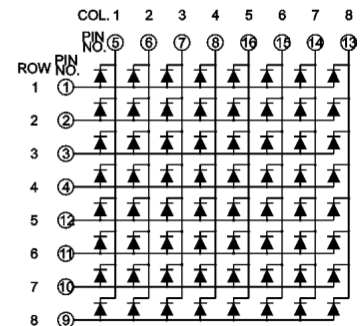 COL. 1 2 3 4 5 6 7 8
PIN NO. ⑤ ⑥ ⑦ ⑧ ⑯ ⑮ ⑭ ⑬
ROW PIN NO.
1 ①
2 ②
3 ③
4 ④
5 ⑫
6 ⑪
7 ⑩
8 ⑨